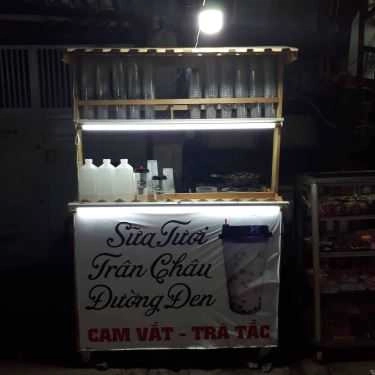 Sữa Tươi
Trân Châu
Đường Đen
CAM VẮT - TRÀ TẮC